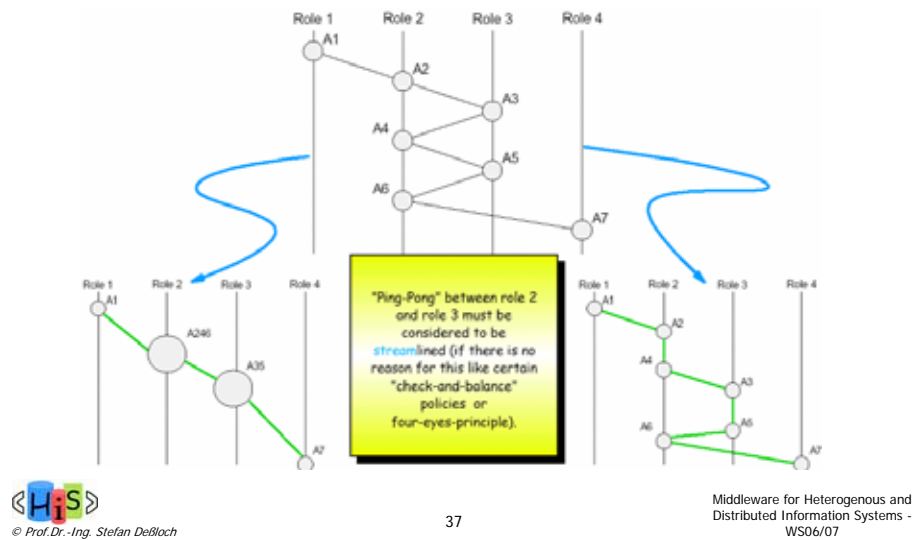 Role 1 Role 2 Role 3 Role 4
A1
A2
A3
A4
A5
A6
A7
Role 1 Role 2 Role 3 Role 4
A1
A246
A35
A7
"Ping-Pong" between role 2
and role 3 must be
considered to be
streamlined (if there is no
reason for this like certain
"check-and-balance"
policies or
four-eyes-principle).
Role 1 Role 2 Role 3 Role 4
A1
A2
A4
A3
A5
A6
A7
HiS
© Prof.Dr.-Ing. Stefan Deßloch
37
Middleware for Heterogenous and
Distributed Information Systems -
WS06/07